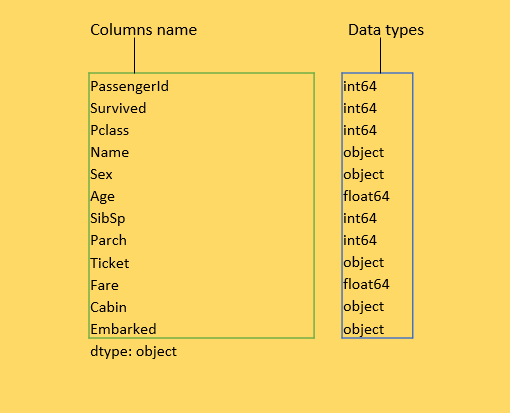 Columns name Data types
PassengerId int64
Survived int64
Pclass int64
Name object
Sex object
Age float64
SibSp int64
Parch int64
Ticket object
Fare float64
Cabin object
Embarked object
dtype: object